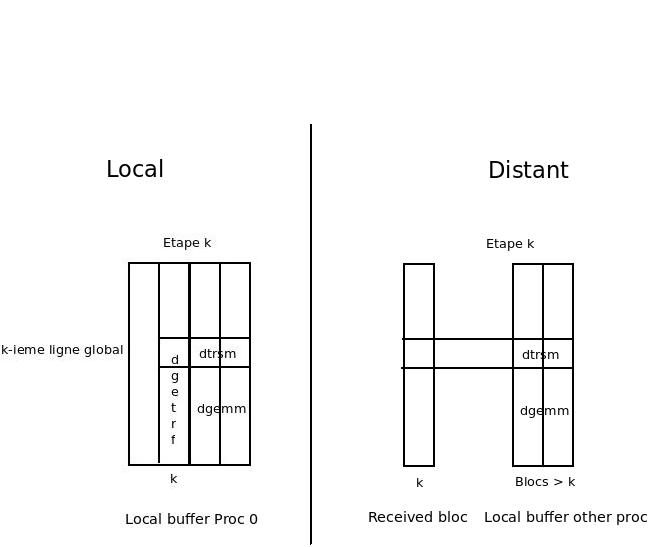 Local
Distant
Etape k
Etape k
k-ieme ligne global
dgetrf
dtrsm
dgemm
dtrsm
dgemm
k
k
Blocs > k
Local buffer Proc 0
Received bloc
Local buffer other proc